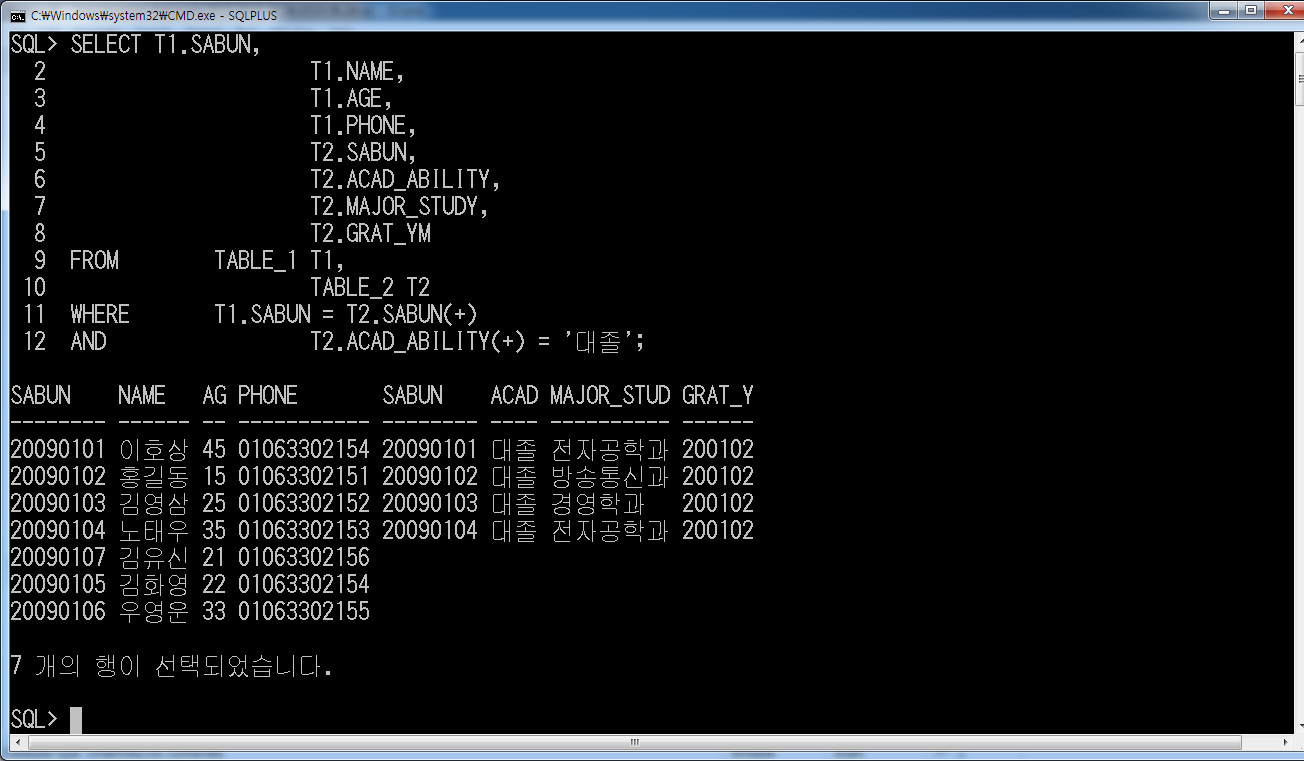 C:\Windows\system32\CMD.exe - SQLPLUS
SQL> SELECT T1.SABUN,
2 T1.NAME,
3 T1.AGE,
4 T1.PHONE,
5 T2.SABUN,
6 T2.ACAD_ABILITY,
7 T2.MAJOR_STUDY,
8 T2.GRAT_YM
9 FROM TABLE_1 T1,
10 TABLE_2 T2
11 WHERE T1.SABUN = T2.SABUN(+)
12 AND T2.ACAD_ABILITY(+) = '대졸';
SABUN NAME AG PHONE SABUN ACAD MAJOR_STUD GRAT_Y
-------- ------ -- ----------- -------- ---- ---------- ------
20090101 이호상 45 01063302154 20090101 대졸 전자공학과 200102
20090102 홍길동 15 01063302151 20090102 대졸 방송통신과 200102
20090103 김영삼 25 01063302152 20090103 대졸 경영학과 200102
20090104 노태우 35 01063302153 20090104 대졸 전자공학과 200102
20090107 김유신 21 01063302156
20090105 김화영 22 01063302154
20090106 우영운 33 01063302155
7 개의 행이 선택되었습니다.
SQL>